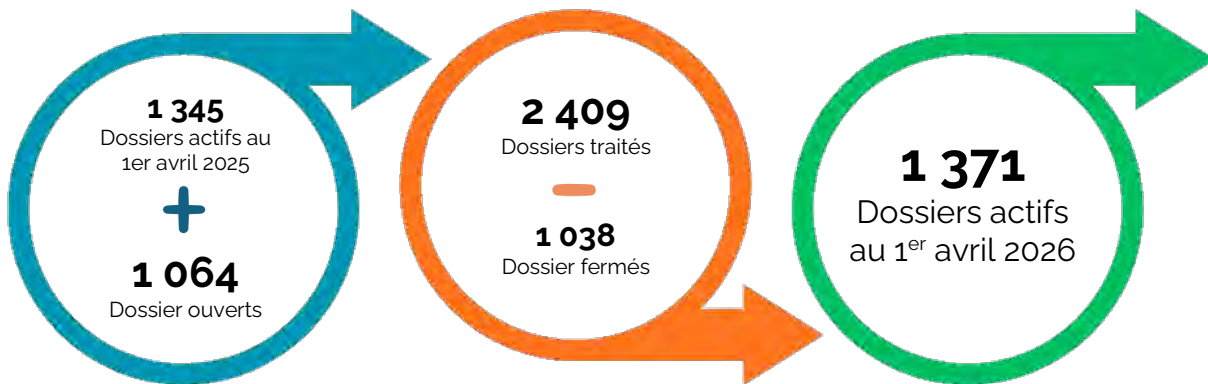 1 345
Dossiers actifs au
1er avril 2025
+
1 064
Dossier ouverts
2 409
Dossiers traités
-
1 038
Dossier fermés
1 371
Dossiers actifs
au 1er avril 2026